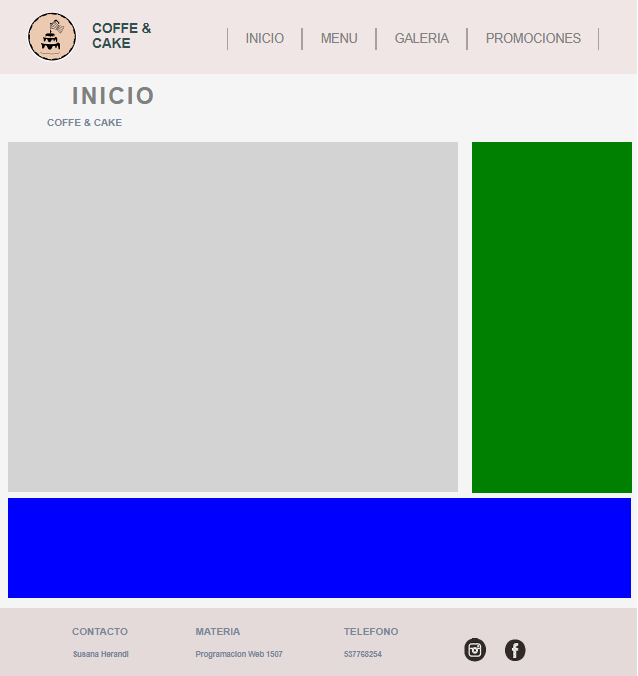 COFFE &
CAKE
INICIO
MENU
GALERIA
PROMOCIONES
INICIO
COFFE & CAKE
CONTACTO
MATERIA
TELEFONO
Susana Herandi
Programacion Web 1507
537768254